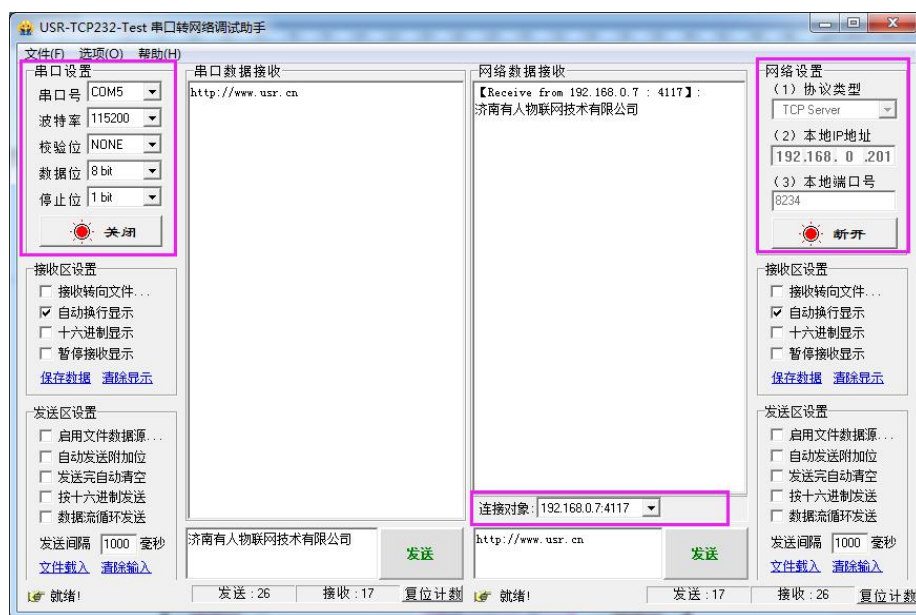 USR-TCP232-Test 串口转网络调试助手
文件(F) 选项(O) 帮助(H)
串口设置
串口号 COM5
波特率 115200
校验位 NONE
数据位 8 bit
停止位 1 bit
关闭
接收区设置
接收转向文件...
自动换行显示
十六进制显示
暂停接收显示
保存数据 清除显示
发送区设置
启用文件数据源...
自动发送附加位
发送完自动清空
按十六进制发送
数据流循环发送
发送间隔 1000 毫秒
文件载入 清除输入
就绪!
串口数据接收
http://www.usr.cn
济南有人物联网技术有限公司
发送
发送 : 26 接收 : 17 复位计数
网络数据接收
【Receive from 192.168.0.7 : 4117】:
济南有人物联网技术有限公司
连接对象: 192.168.0.7:4117
http://www.usr.cn
发送
就绪!
发送 : 17 接收 : 26 复位计数
网络设置
(1) 协议类型
TCP Server
(2) 本地IP地址
192.168. 0 .201
(3) 本地端口号
8234
断开
接收区设置
接收转向文件...
自动换行显示
十六进制显示
暂停接收显示
保存数据 清除显示
发送区设置
启用文件数据源...
自动发送附加位
发送完自动清空
按十六进制发送
数据流循环发送
发送间隔 1000 毫秒
文件载入 清除输入